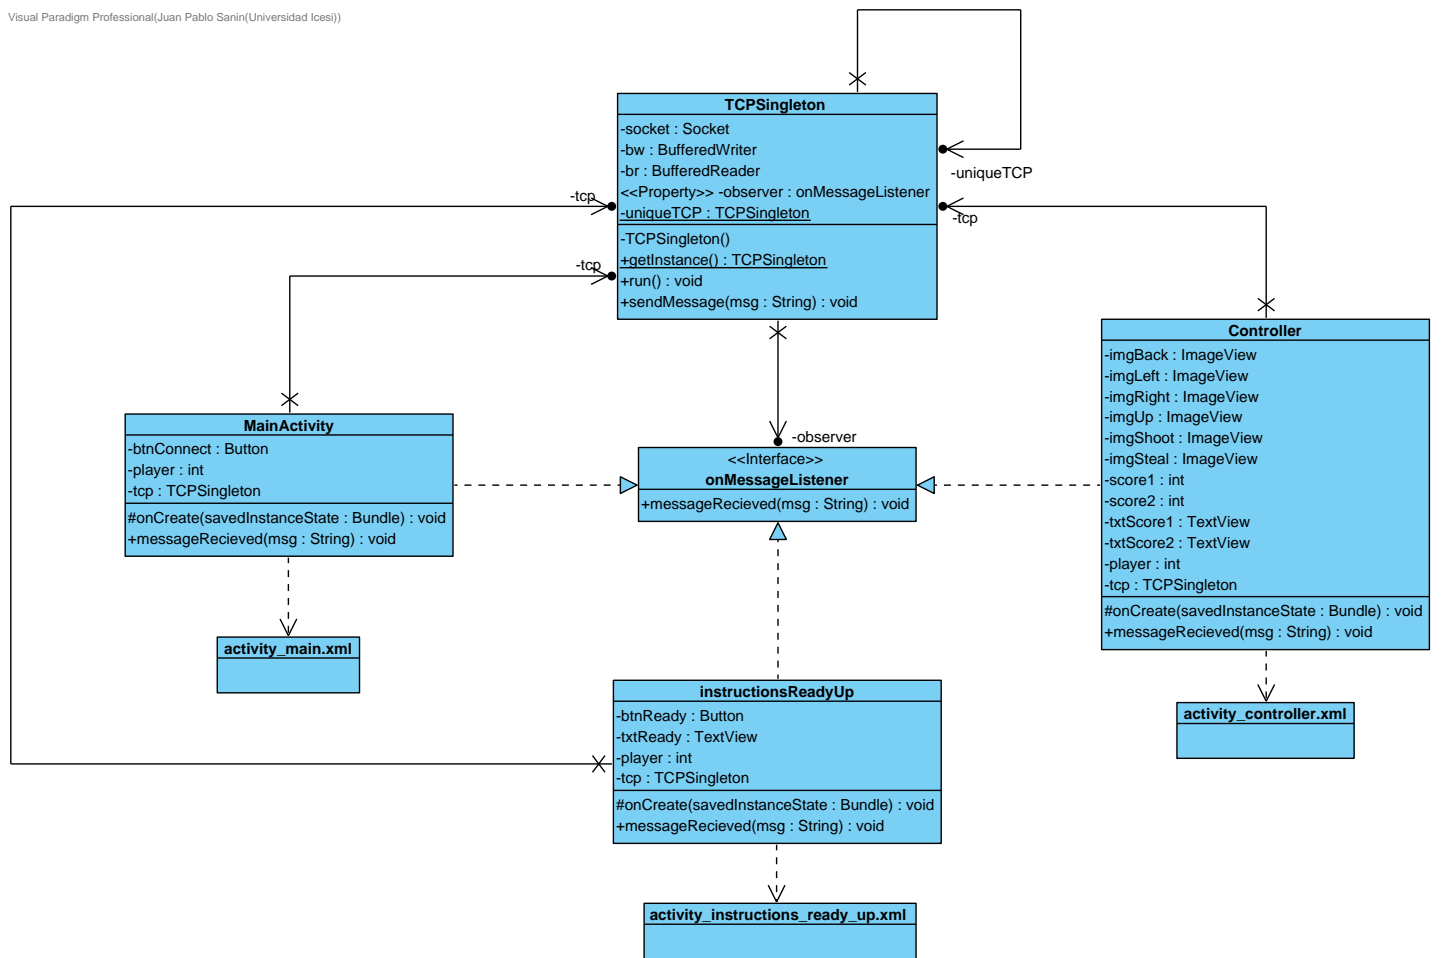 Visual Paradigm Professional(Juan Pablo Sanin(Universidad Icesi))
TCPSingleton
-socket : Socket
-bw : BufferedWriter
-br : BufferedReader
<<Property>> -observer : onMessageListener
-uniqueTCP : TCPSingleton
-TCPSingleton()
+getInstance() : TCPSingleton
+run() : void
+sendMessage(msg : String) : void
-uniqueTCP
-tcp
-tcp
-tcp
-observer
MainActivity
-btnConnect : Button
-player : int
-tcp : TCPSingleton
#onCreate(savedInstanceState : Bundle) : void
+messageRecieved(msg : String) : void
<<Interface>>
onMessageListener
+messageRecieved(msg : String) : void
Controller
-imgBack : ImageView
-imgLeft : ImageView
-imgRight : ImageView
-imgUp : ImageView
-imgShoot : ImageView
-imgSteal : ImageView
-score1 : int
-score2 : int
-txtScore1 : TextView
-txtScore2 : TextView
-player : int
-tcp : TCPSingleton
#onCreate(savedInstanceState : Bundle) : void
+messageRecieved(msg : String) : void
activity_main.xml
instructionsReadyUp
-btnReady : Button
-txtReady : TextView
-player : int
-tcp : TCPSingleton
#onCreate(savedInstanceState : Bundle) : void
+messageRecieved(msg : String) : void
activity_controller.xml
activity_instructions_ready_up.xml